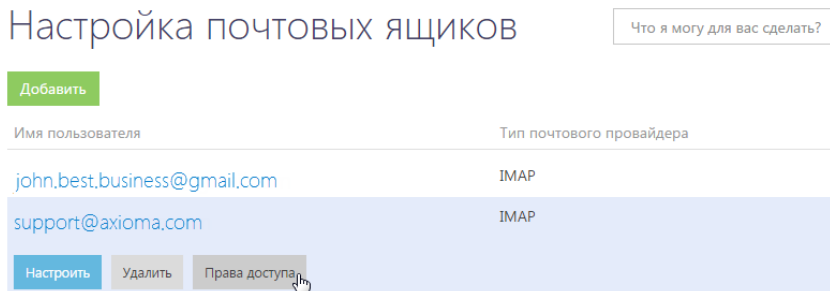 Настройка почтовых ящиков
Что я могу для вас сделать?
Добавить
Имя пользователя Тип почтового провайдера
john.best.business@gmail.com IMAP
support@axioma.com IMAP
Настроить Удалить Права доступа